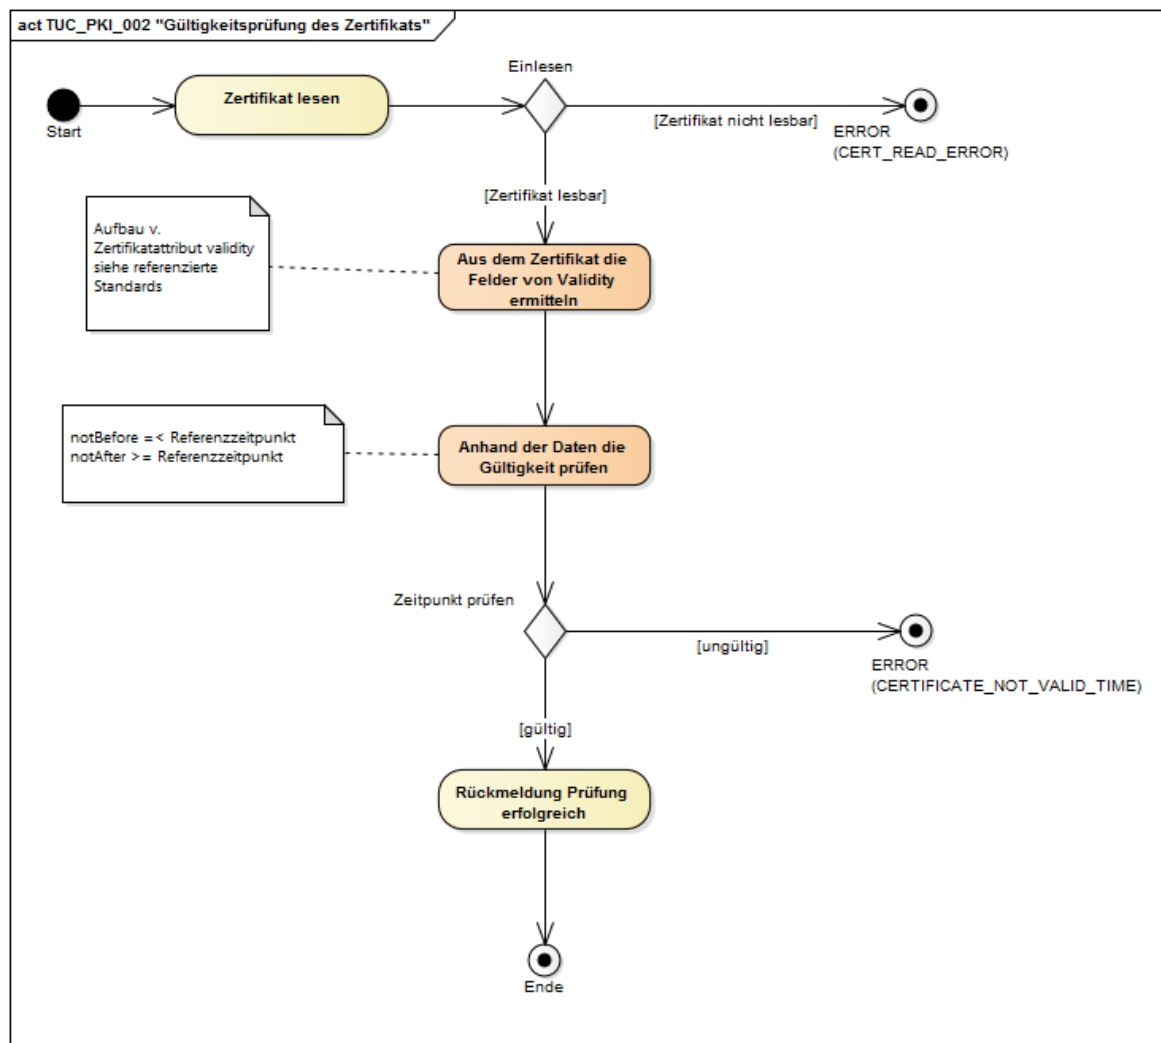 act TUC_PKI_002 "Gültigkeitsprüfung des Zertifikats"
Einlesen
Zertifikat lesen
Start
[Zertifikat nicht lesbar]
ERROR
(CERT_READ_ERROR)
[Zertifikat lesbar]
Aufbau v.
Zertifikatattribut validity
siehe referenzierte
Standards
Aus dem Zertifikat die
Felder von Validity
ermitteln
notBefore =< Referenzzeitpunkt
notAfter >= Referenzzeitpunkt
Anhand der Daten die
Gültigkeit prüfen
Zeitpunkt prüfen
[ungültig]
ERROR
(CERTIFICATE_NOT_VALID_TIME)
[gültig]
Rückmeldung Prüfung
erfolgreich
Ende